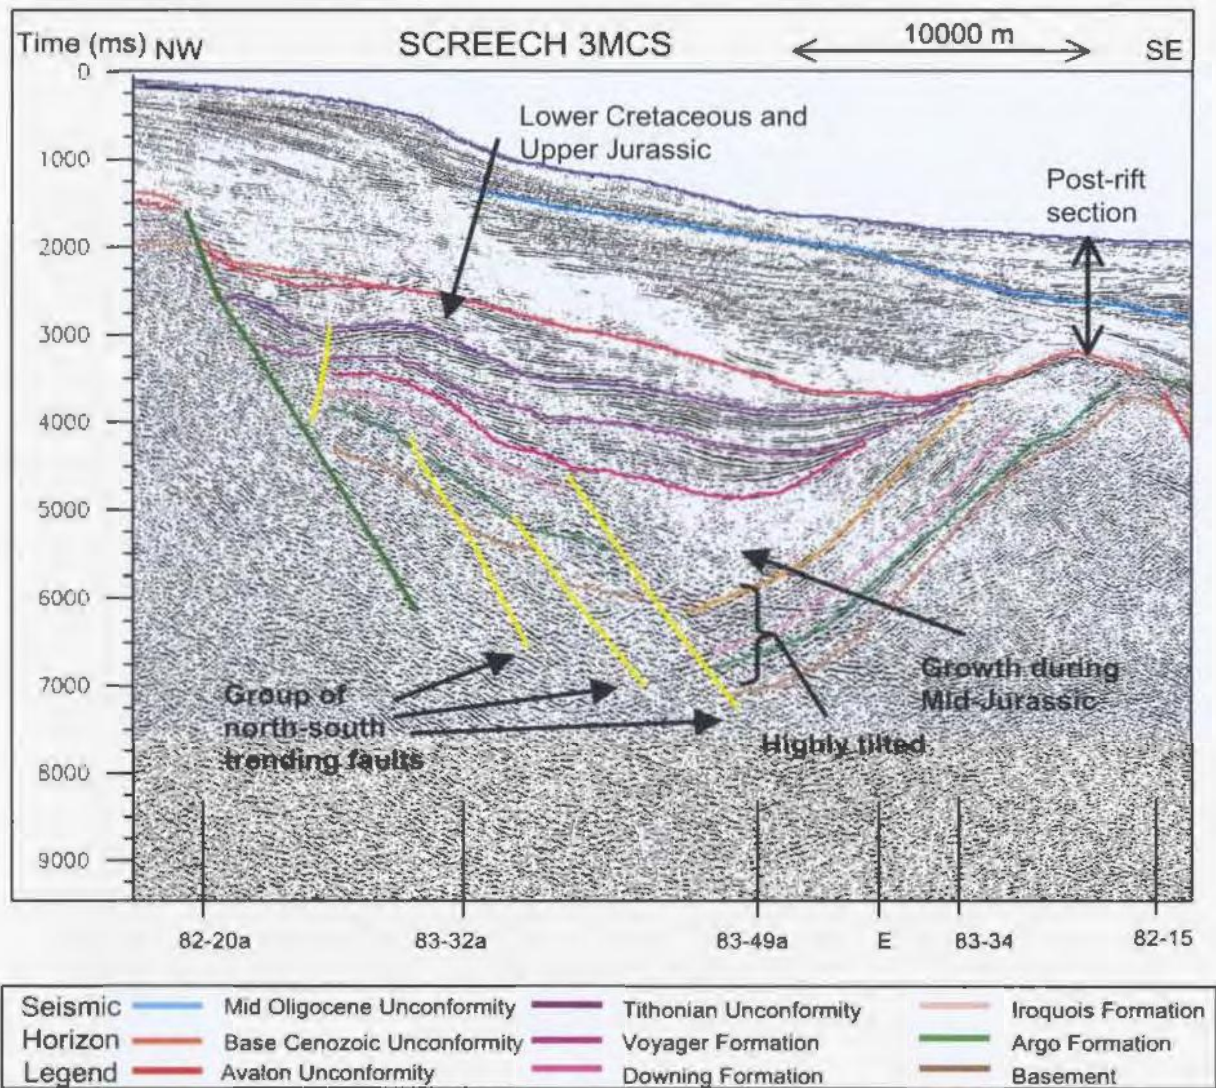 Time (ms) NW
SCREECH 3MCS
10000 m
SE
0
1000
2000
3000
4000
5000
6000
7000
8000
9000
Lower Cretaceous and
Upper Jurassic
Post-rift
section
Growth during
Mid-Jurassic
Highly tilted
Group of
north-south
trending faults
82-20a
83-32a
83-49a
E
83-34
82-15
Seismic
Horizon
Legend
Mid Oligocene Unconformity
Base Cenozoic Unconformity
Avalon Unconformity
Tithonian Unconformity
Voyager Formation
Downing Formation
Iroquois Formation
Argo Formation
Basement